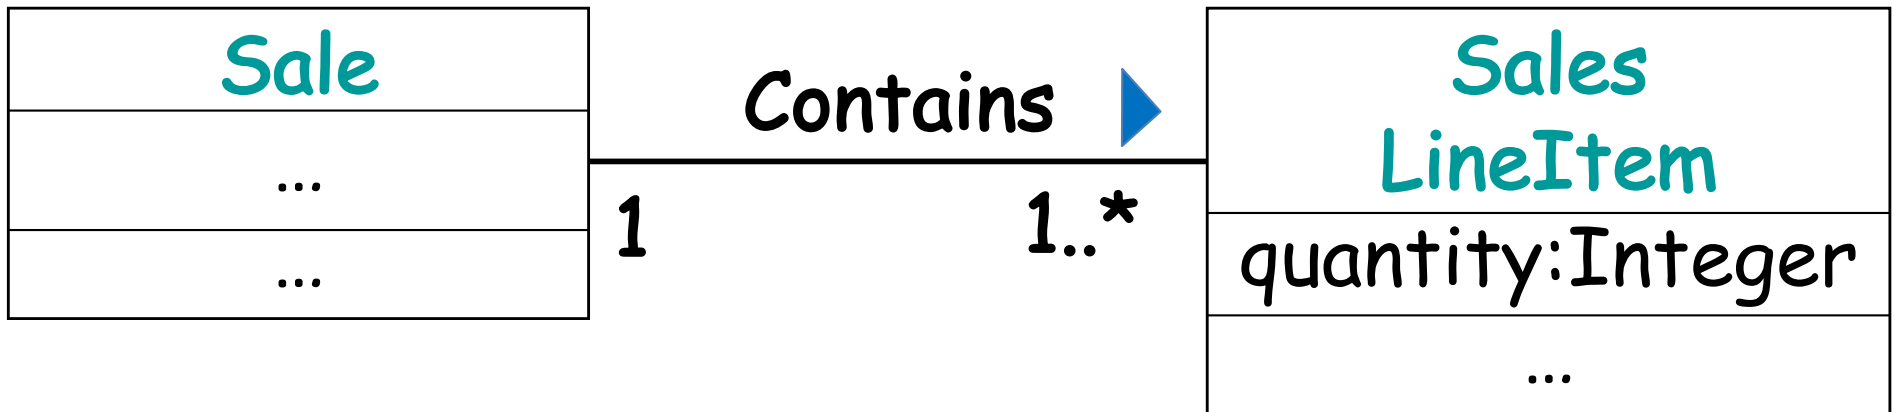 Sale
...
...
Contains
1
1..*
Sales
LineItem
quantity:Integer
...